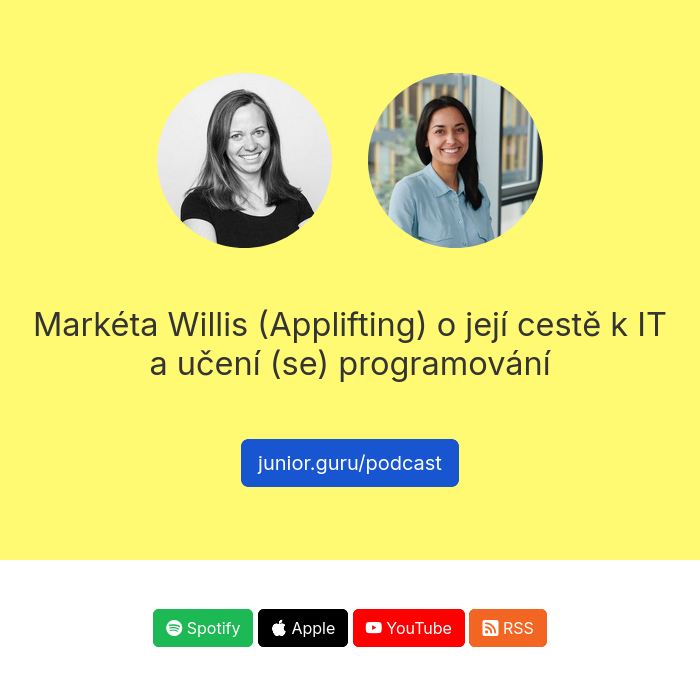 Markéta Willis (Applifting) o její cestě k IT
a učení (se) programování
junior.guru/podcast
Spotify Apple YouTube RSS